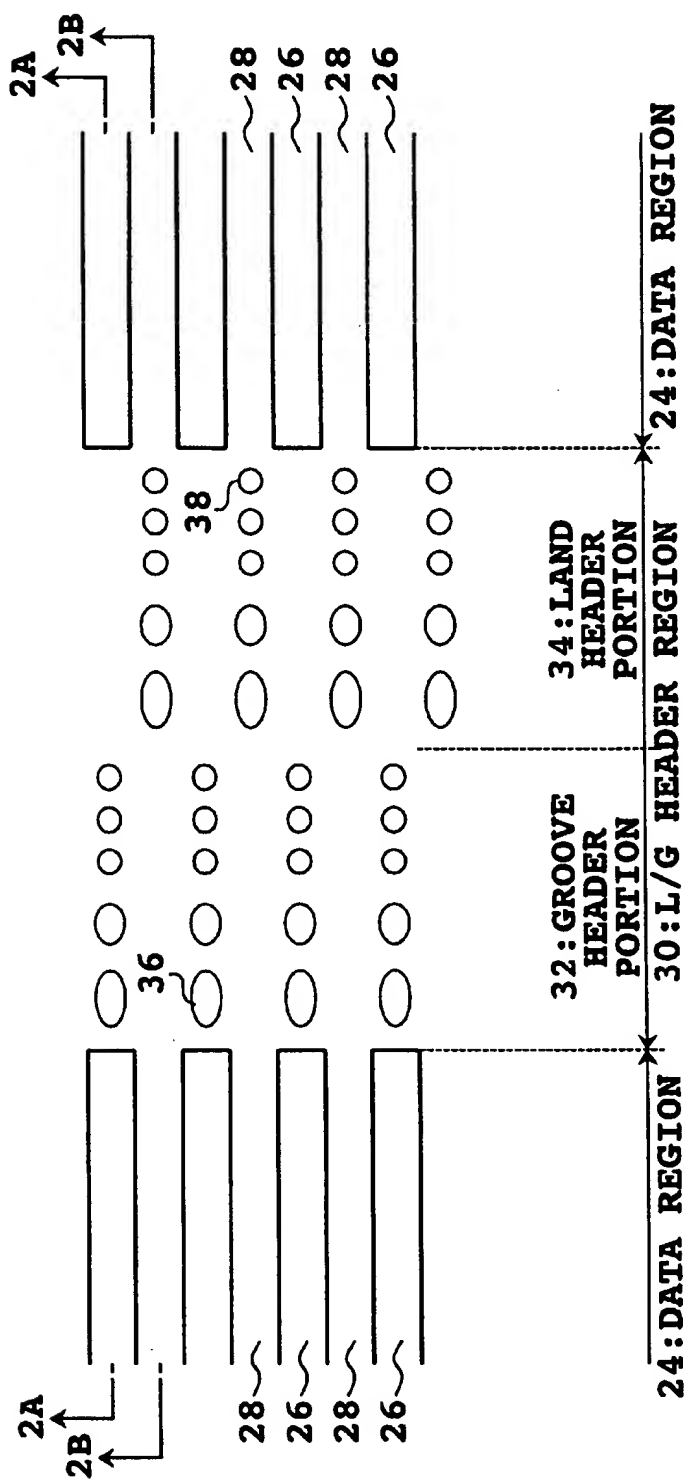 2A
2B
28
26
28
26
24:DATA REGION
36
32:GROOVE
HEADER
PORTION
30:L/G HEADER REGION
38
34:LAND
HEADER
PORTION
2A
2B
28
26
28
26
24:DATA REGION